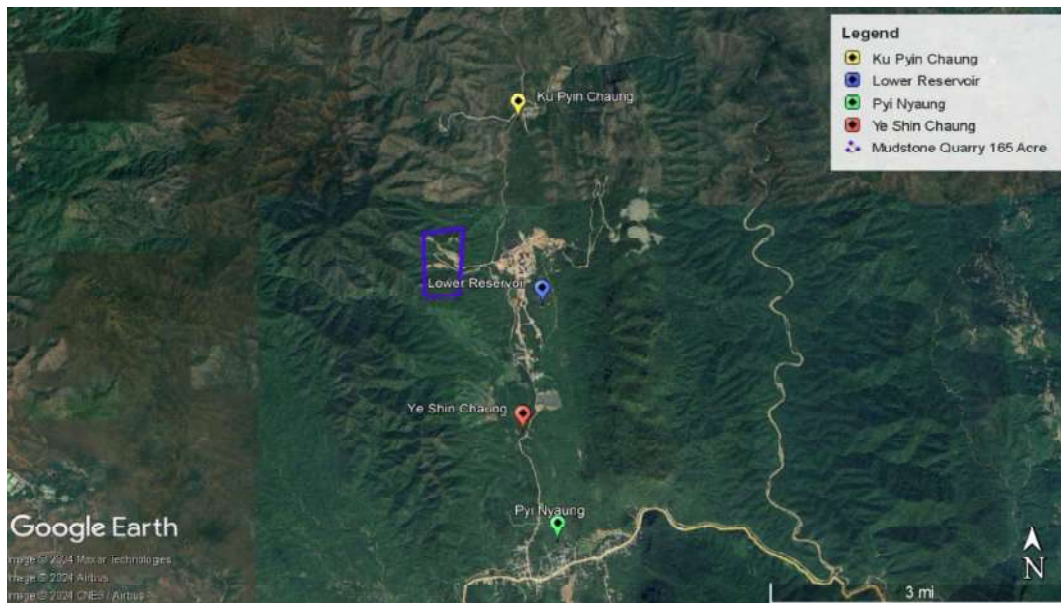 Legend
Ku Pyin Chaung
Lower Reservoir
Pyi Nyaung
Ye Shin Chaung
Mudstone Quarry 165 Acre
Ku Pyin Chaung
Lower Reservoir
Ye Shin Chaung
Pyi Nyaung
Google Earth
Image © 2024 Maxar Technologies
Image © 2024 Airbus
Image © 2024 CNES / Airbus
N
3 mi